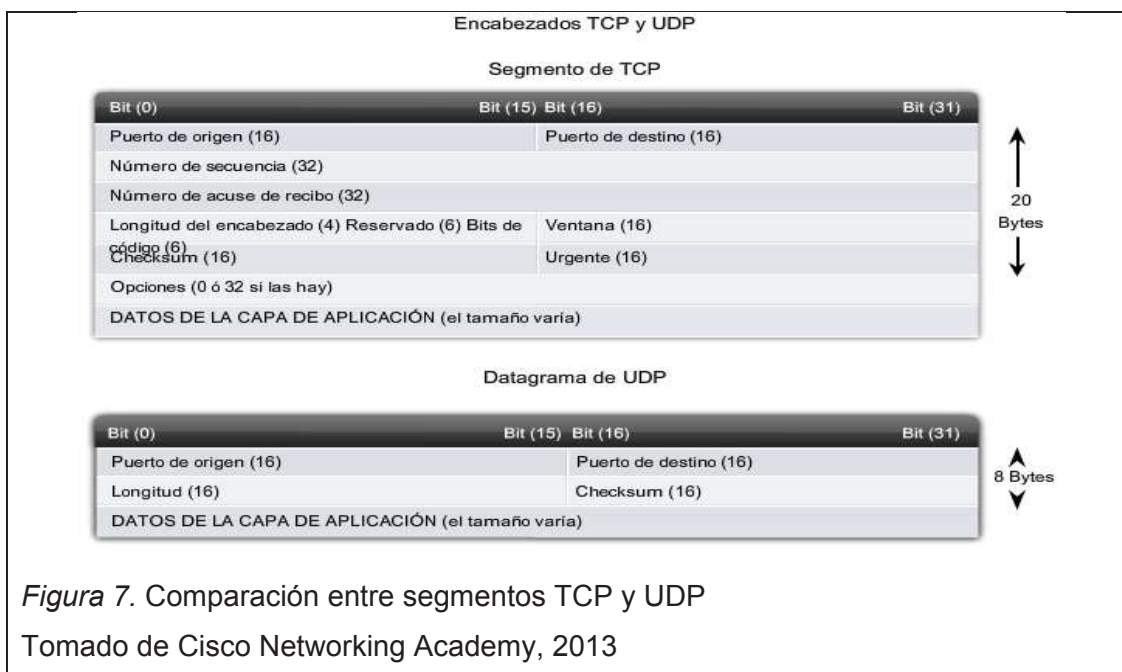 Encabezados TCP y UDP
Segmento de TCP
Bit (0) Bit (15) Bit (16) Bit (31)
Puerto de origen (16) Puerto de destino (16)
Número de secuencia (32)
Número de acuse de recibo (32)
20
Bytes
Longitud del encabezado (4) Reservado (6) Bits de Ventana (16)
código (6)
Checksum (16) Urgente (16)
Opciones (0 ó 32 si las hay)
DATOS DE LA CAPA DE APLICACIÓN (el tamaño varía)
Datagrama de UDP
Bit (0) Bit (15) Bit (16) Bit (31)
Puerto de origen (16) Puerto de destino (16)
8 Bytes
Longitud (16) Checksum (16)
DATOS DE LA CAPA DE APLICACIÓN (el tamaño varía)
Figura 7. Comparación entre segmentos TCP y UDP
Tomado de Cisco Networking Academy, 2013